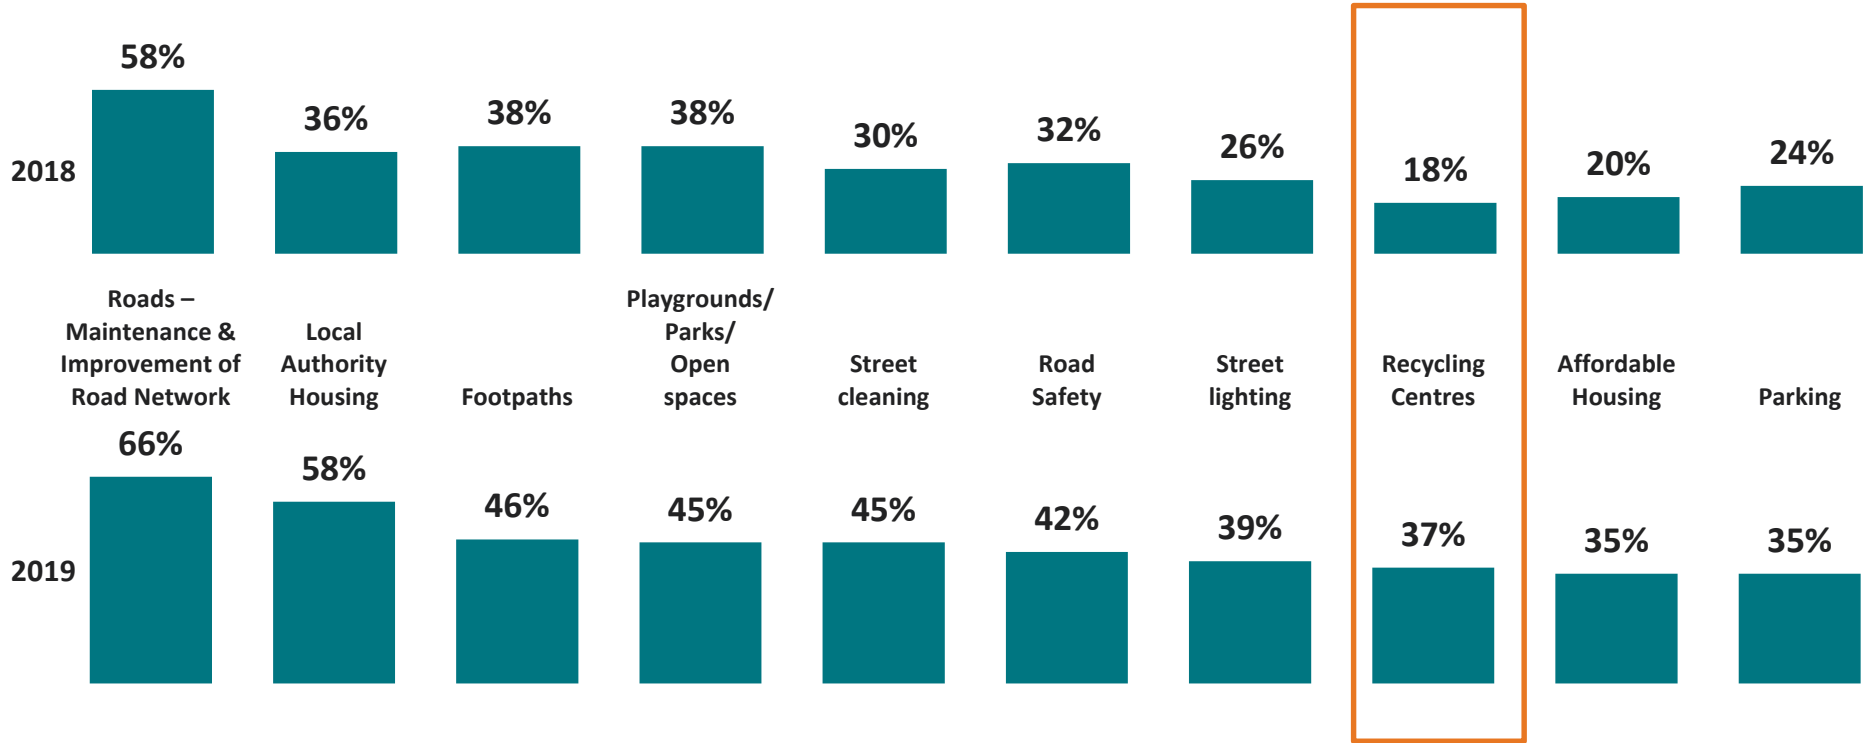 58%
36%
38%
38%
30%
32%
26%
18%
20%
24%
2018
Roads –
Maintenance &
Improvement of
Road Network
Local
Authority
Housing
Footpaths
Playgrounds/
Parks/
Open
spaces
Street
cleaning
Road
Safety
Street
lighting
Recycling
Centres
Affordable
Housing
Parking
66%
58%
46%
45%
45%
42%
39%
37%
35%
35%
2019